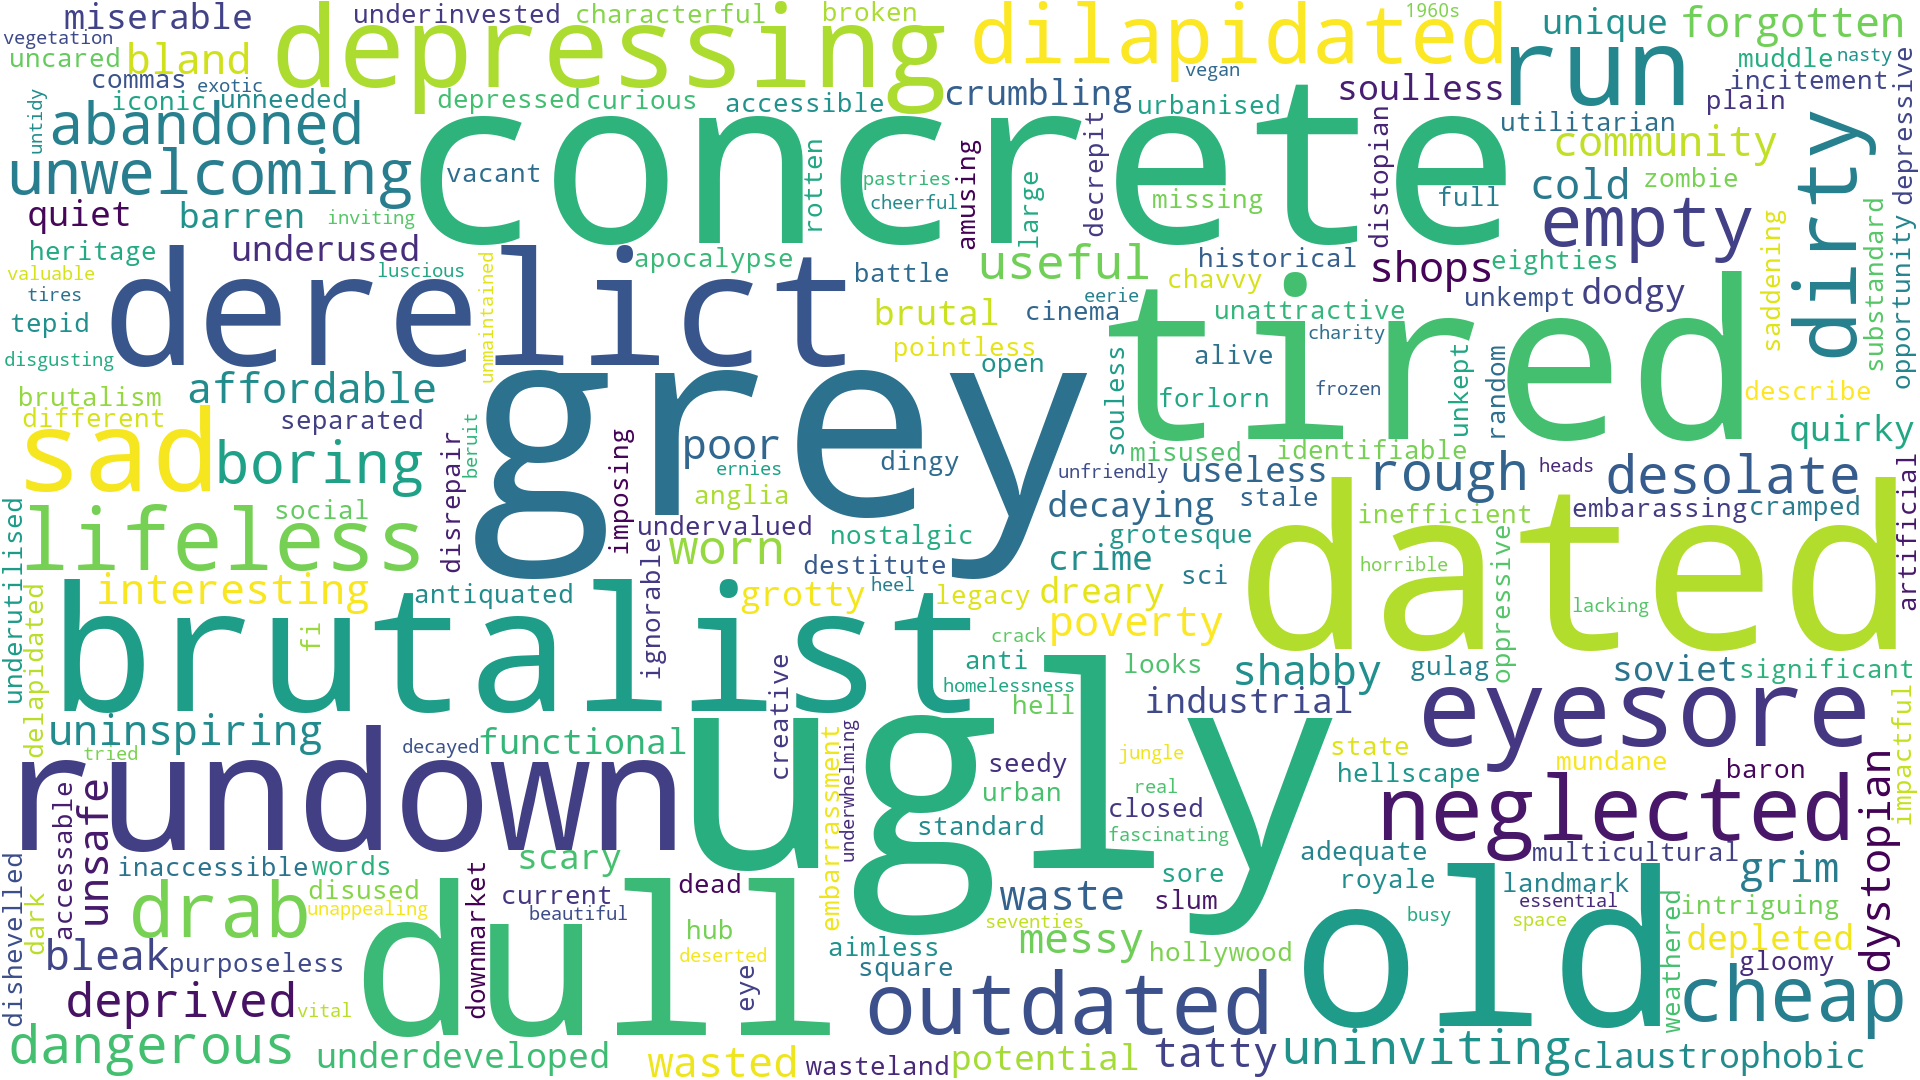 miserable
underinvested
characterful
broken
dilapidated
1960s
unique
forgotten
vegetation
uncared
bland
depressing
run
muddle
nasty
commas
exotic
vegan
incitement
iconic
unneeded
depressed
curious
accessible
crumbling
urbanised
soulless
plain
untidy
abandoned
concrete
utilitarian
community
dirty
depressive
unwelcoming
vacant
rotten
pastries
cheerful
amusing
large
decrepit
missing
distopian
full
cold
zombie
quiet
barren
inviting
empty
saddening
substandard
opportunity
heritage
underused
valuable
luscious
tires
unmaintained
derelict
apocalypse
battle
useful
historical
chavvy
shops
eighties
eerie
unkempt
dodgy
tepid
brutal
cinema
unattractive
tired
disgusting
pointless
open
alive
charity
brutalism
affordable
grey
souless
forlorn
frozen
unkept
random
describe
different
separated
sad
boring
disrepair
beruit
imposing
poor
ernies
dingy
misused
identifiable
quirky
unfriendly
useless
rough
heads
desolate
anglia
decaying
stale
dated
artificial
lifeless
social
undervalued
inefficient
embarassing
cramped
underutilised
worn
nostalgic
grotesque
ignorable
destitute
crime
sci
horrible
oppressive
delapidated
interesting
antiquated
grotty
heel
legacy
dreary
lacking
brutalist
fi
poverty
crack
anti
looks
shabby
gulag
soviet
significant
homelessness
hell
industrial
eyesore
impactful
uninspiring
tried
decayed
functional
creative
ugly
embarrassment
underwhelming
seedy
jungle
state
mundane
hellscape
baron
rundown
urban
real
closed
neglected
dystopian
accessable
unsafe
standard
fascinating
dishevelled
inaccessible
words
scary
adequate
multicultural
grim
dark
drab
disused
unappealing
current
beautiful
downmarket
dull
dead
waste
sore
slum
royale
landmark
essential
old
busy
space
weathered
intriguing
seventies
hub
deserted
eye
aimless
square
messy
hollywood
depleted
gloomy
bleak
purposeless
deprived
vital
outdated
cheap
dangerous
underdeveloped
wasted
wasteland
potential
tatty
uninviting
claustrophobic